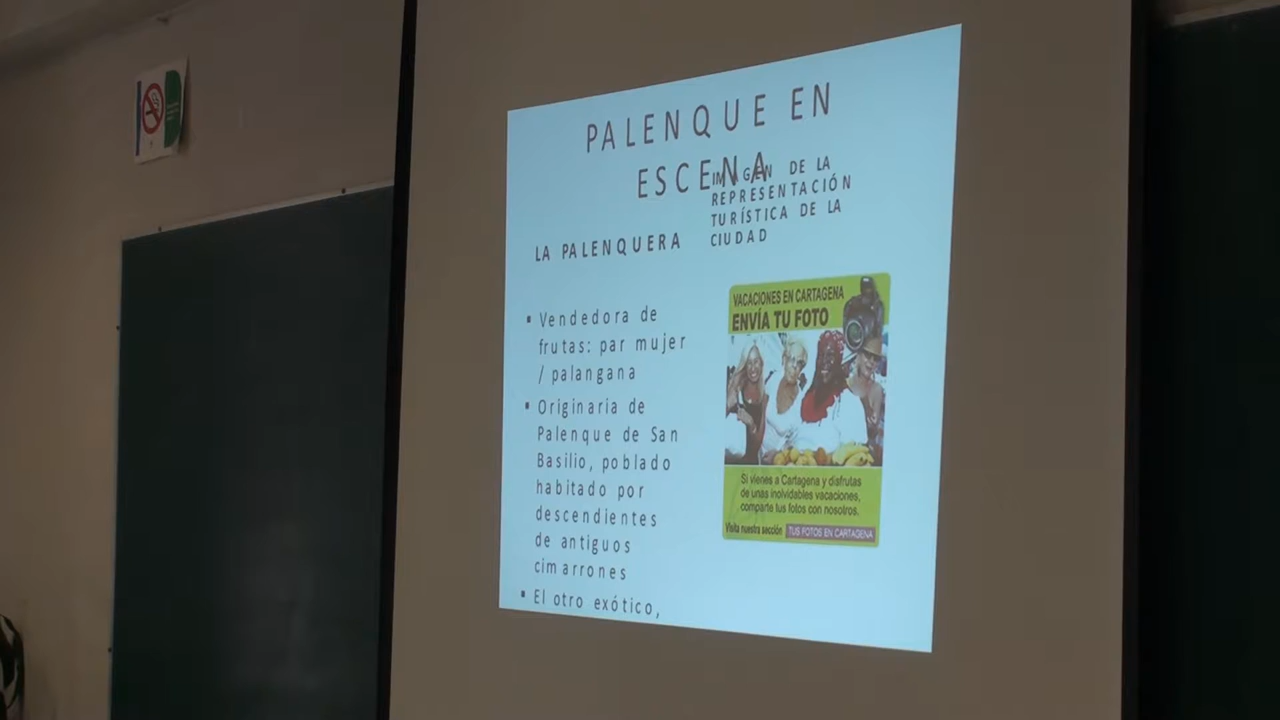 PALENQUE EN
ESCENA
LA PALENQUERA
Vendedora de
frutas: par mujer
/ palangana
Originaria de
Palenque de San
Basilio, poblado
habitado por
descendientes
de antiguos
cimarrones
El otro exótico,
DE LA
REPRESENTACIÓN
TURÍSTICA DE LA
CIUDAD
VACACIONES EN CARTAGENA
ENVÍA TU FOTO
Si vienes a Cartagena y disfrutas
de unas inolvidables vacaciones,
comparte tus fotos con nosotros.
Visita nuestra sección TUS FOTOS EN CARTAGENA